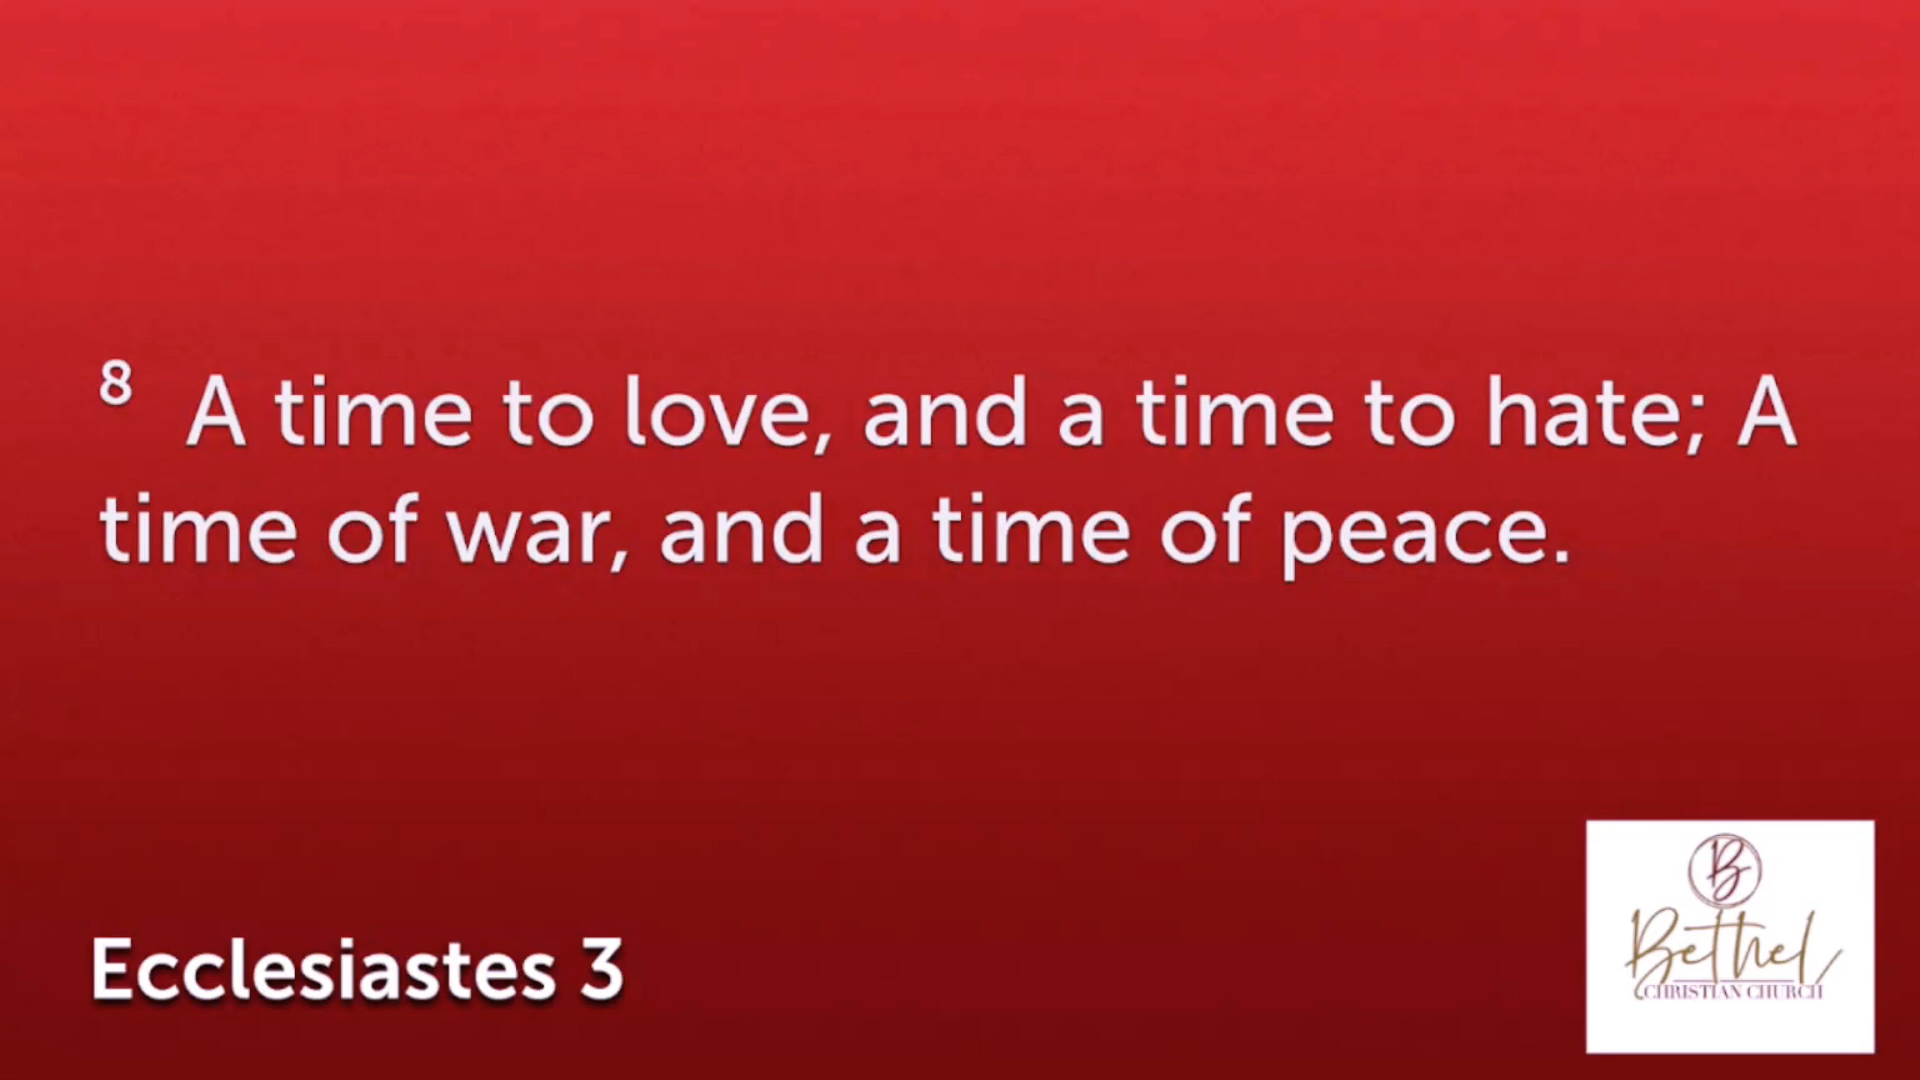 8 A time to love, and a time to hate; A
time of war, and a time of peace.
Ecclesiastes 3
B
Bethel
CHRISTIAN CHURCH